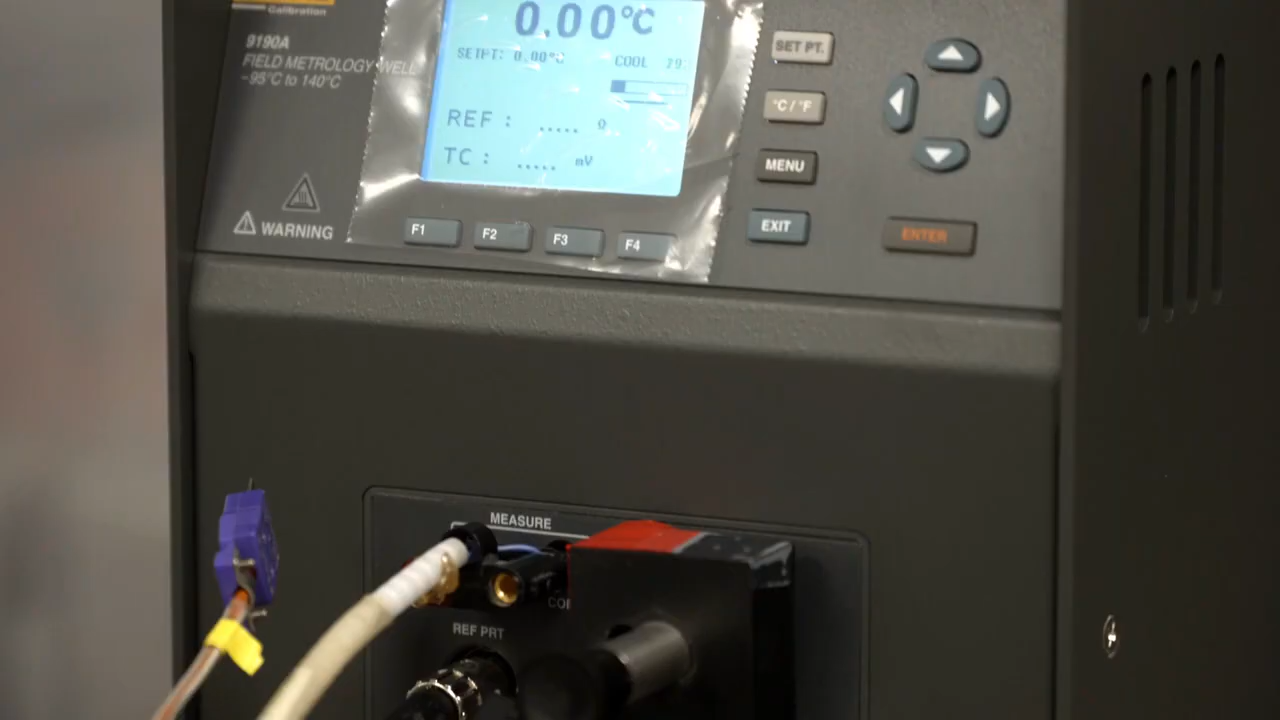 Calibration
9190A
FIELD METROLOGY WELL
-95°C to 140°C
WARNING
0.00°C
SETPT: 0.00°C
COOL 79
REF: ..... Ω
TC: ..... mV
F1
F2
F3
F4
SET PT.
°C / °F
MENU
EXIT
ENTER
MEASURE
REF PRT